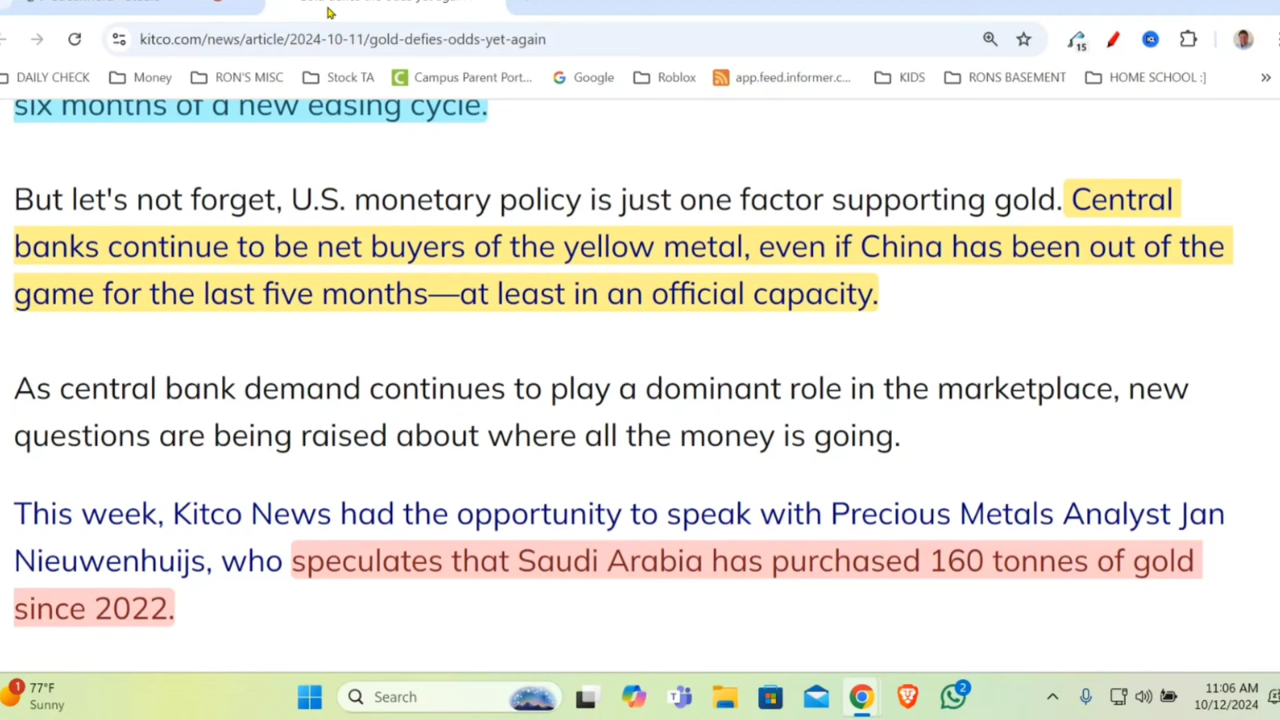 kitco.com/news/article/2024-10-11/gold-defies-odds-yet-again
15
DAILY CHECK Money RON'S MISC Stock TA Campus Parent Port... Google Roblox app.feed.informer.c... KIDS RONS BASEMENT HOME SCHOOL :] »
six months of a new easing cycle.
But let's not forget, U.S. monetary policy is just one factor supporting gold. Central
banks continue to be net buyers of the yellow metal, even if China has been out of the
game for the last five months—at least in an official capacity.
As central bank demand continues to play a dominant role in the marketplace, new
questions are being raised about where all the money is going.
This week, Kitco News had the opportunity to speak with Precious Metals Analyst Jan
Nieuwenhuijs, who speculates that Saudi Arabia has purchased 160 tonnes of gold
since 2022.
1 77°F
Sunny
Search
2
11:06 AM
10/12/2024